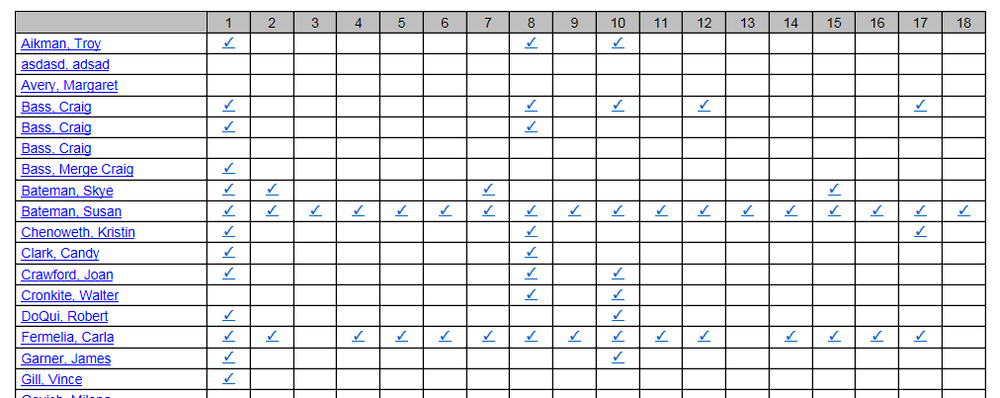 1 2 3 4 5 6 7 8 9 10 11 12 13 14 15 16 17 18
Aikman, Troy ✓ ✓ ✓
asdasd, adsad
Avery, Margaret
Bass, Craig ✓ ✓ ✓ ✓ ✓
Bass, Craig ✓ ✓
Bass, Craig
Bass, Merge Craig ✓
Bateman, Skye ✓ ✓ ✓ ✓
Bateman, Susan ✓ ✓ ✓ ✓ ✓ ✓ ✓ ✓ ✓ ✓ ✓ ✓ ✓ ✓ ✓ ✓ ✓ ✓
Chenoweth, Kristin ✓ ✓ ✓
Clark, Candy ✓ ✓
Crawford, Joan ✓ ✓ ✓
Cronkite, Walter ✓ ✓
DoQui, Robert ✓ ✓
Fermelia, Carla ✓ ✓ ✓ ✓ ✓ ✓ ✓ ✓ ✓ ✓ ✓ ✓ ✓ ✓ ✓
Garner, James ✓ ✓
Gill, Vince ✓